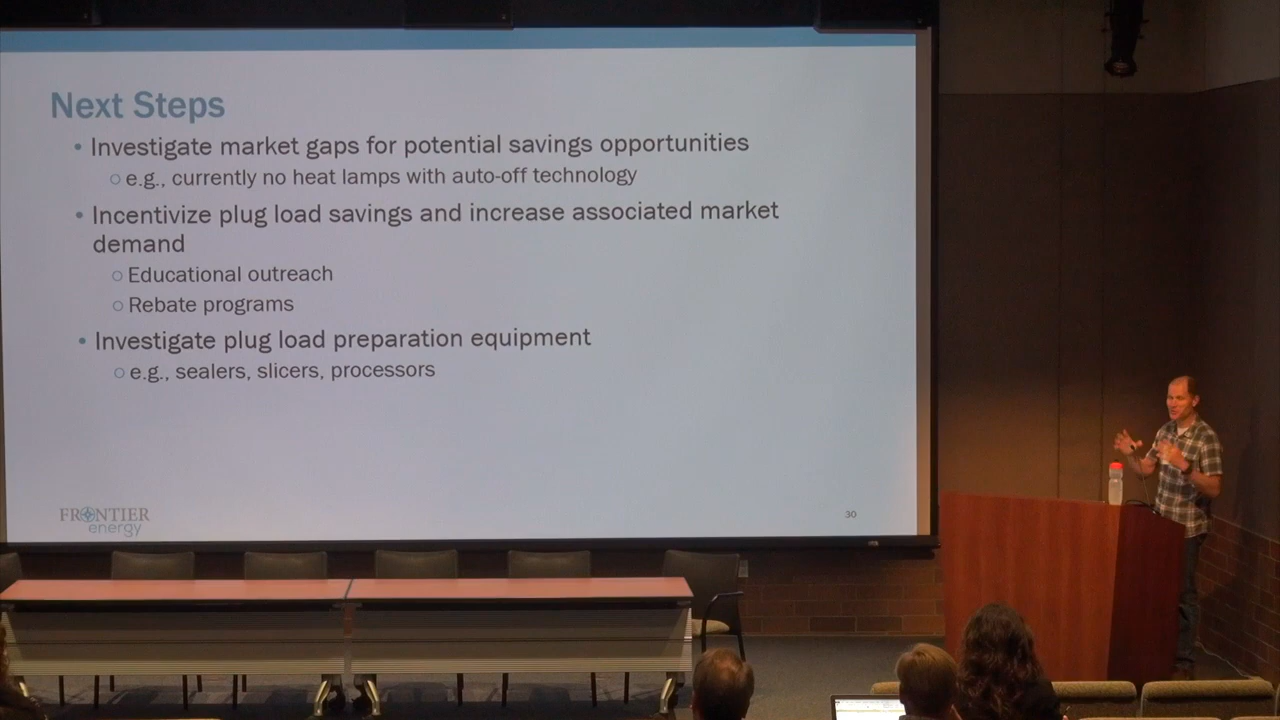 Next Steps
• Investigate market gaps for potential savings opportunities
○ e.g., currently no heat lamps with auto-off technology
• Incentivize plug load savings and increase associated market
demand
○ Educational outreach
○ Rebate programs
• Investigate plug load preparation equipment
○ e.g., sealers, slicers, processors
FRONTIER
energy
30